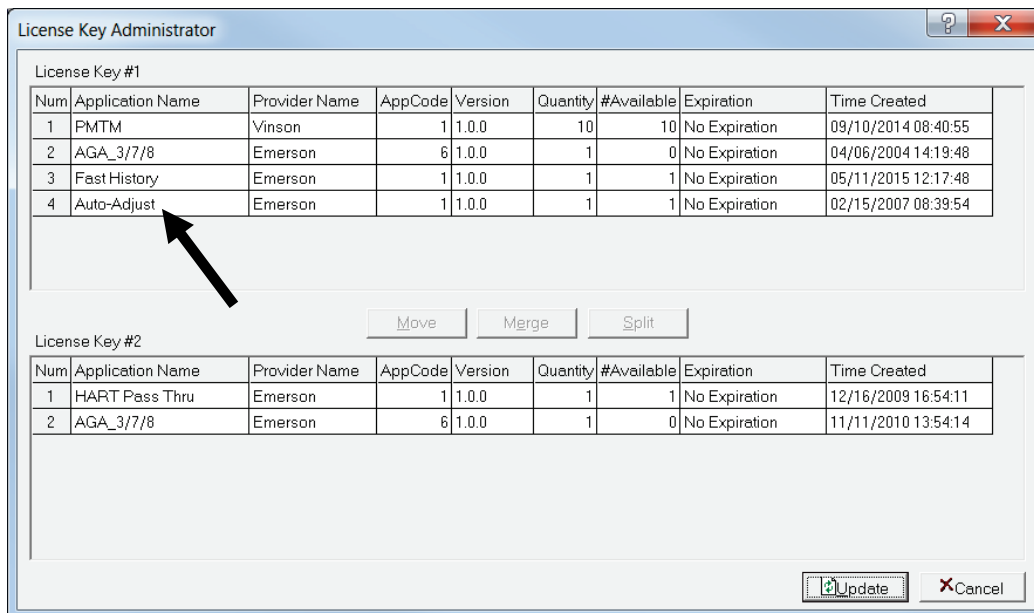 License Key Administrator
License Key #1
Num Application Name Provider Name AppCode Version Quantity #Available Expiration Time Created
1 PMTM Vinson 1 1.0.0 10 10 No Expiration 09/10/2014 08:40:55
2 AGA_3/7/8 Emerson 6 1.0.0 1 0 No Expiration 04/06/2004 14:19:48
3 Fast History Emerson 1 1.0.0 1 1 No Expiration 05/11/2015 12:17:48
4 Auto-Adjust Emerson 1 1.0.0 1 1 No Expiration 02/15/2007 08:39:54
Move Merge Split
License Key #2
Num Application Name Provider Name AppCode Version Quantity #Available Expiration Time Created
1 HART Pass Thru Emerson 1 1.0.0 1 1 No Expiration 12/16/2009 16:54:11
2 AGA_3/7/8 Emerson 6 1.0.0 1 0 No Expiration 11/11/2010 13:54:14
Update Cancel